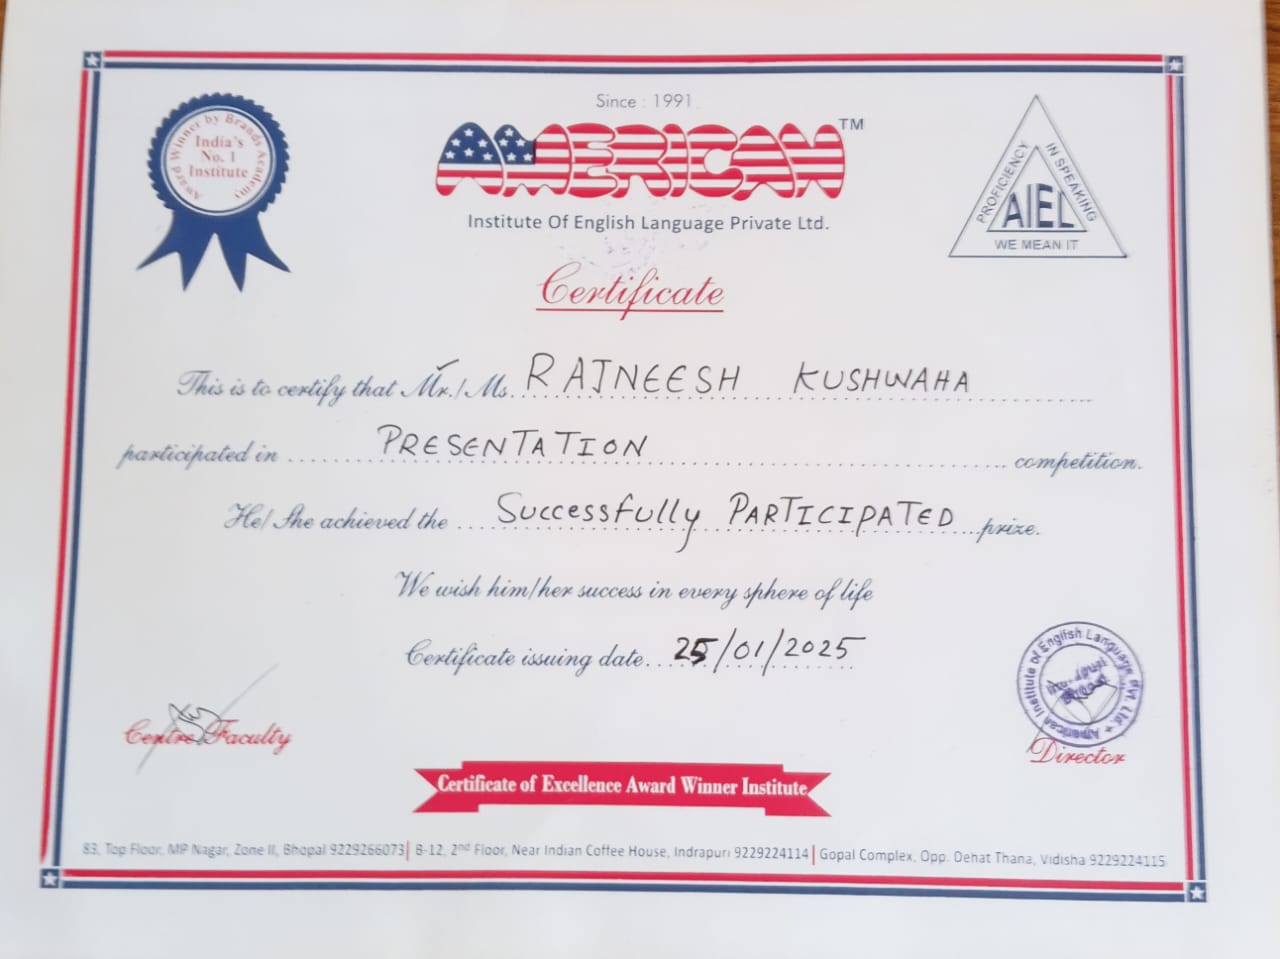 Since : 1991
AMERICAN TM
Institute Of English Language Private Ltd.
Award Winner by Brands Academy
India's
No. 1
Institute
PROFICIENCY IN SPEAKING
AIEL
WE MEAN IT
Certificate
This is to certify that Mr./Ms. RAJNEESH KUSHWAHA
participated in PRESENTATION competition.
He/She achieved the Successfully PARTICIPATED prize.
We wish him/her success in every sphere of life
Certificate issuing date 25/01/2025
American Institute of English Language Pvt. Ltd.
Centre Faculty
Director
Certificate of Excellence Award Winner Institute
83, Top Floor, MP Nagar, Zone II, Bhopal 9229266073 | B-12, 2nd Floor, Near Indian Coffee House, Indrapuri 9229224114 | Gopal Complex, Opp. Dehat Thana, Vidisha 9229224115